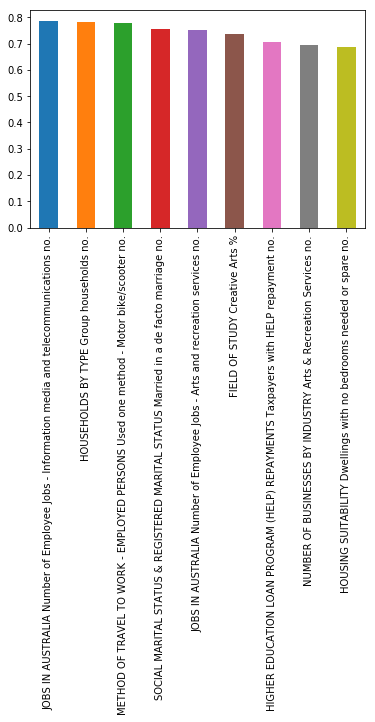 0.8
0.7
0.6
0.5
0.4
0.3
0.2
0.1
0.0
JOBS IN AUSTRALIA Number of Employee Jobs - Information media and telecommunications no.
HOUSEHOLDS BY TYPE Group households no.
METHOD OF TRAVEL TO WORK - EMPLOYED PERSONS Used one method - Motor bike/scooter no.
SOCIAL MARITAL STATUS & REGISTERED MARITAL STATUS Married in a de facto marriage no.
JOBS IN AUSTRALIA Number of Employee Jobs - Arts and recreation services no.
FIELD OF STUDY Creative Arts %
HIGHER EDUCATION LOAN PROGRAM (HELP) REPAYMENTS Taxpayers with HELP repayment no.
NUMBER OF BUSINESSES BY INDUSTRY Arts & Recreation Services no.
HOUSING SUITABILITY Dwellings with no bedrooms needed or spare no.